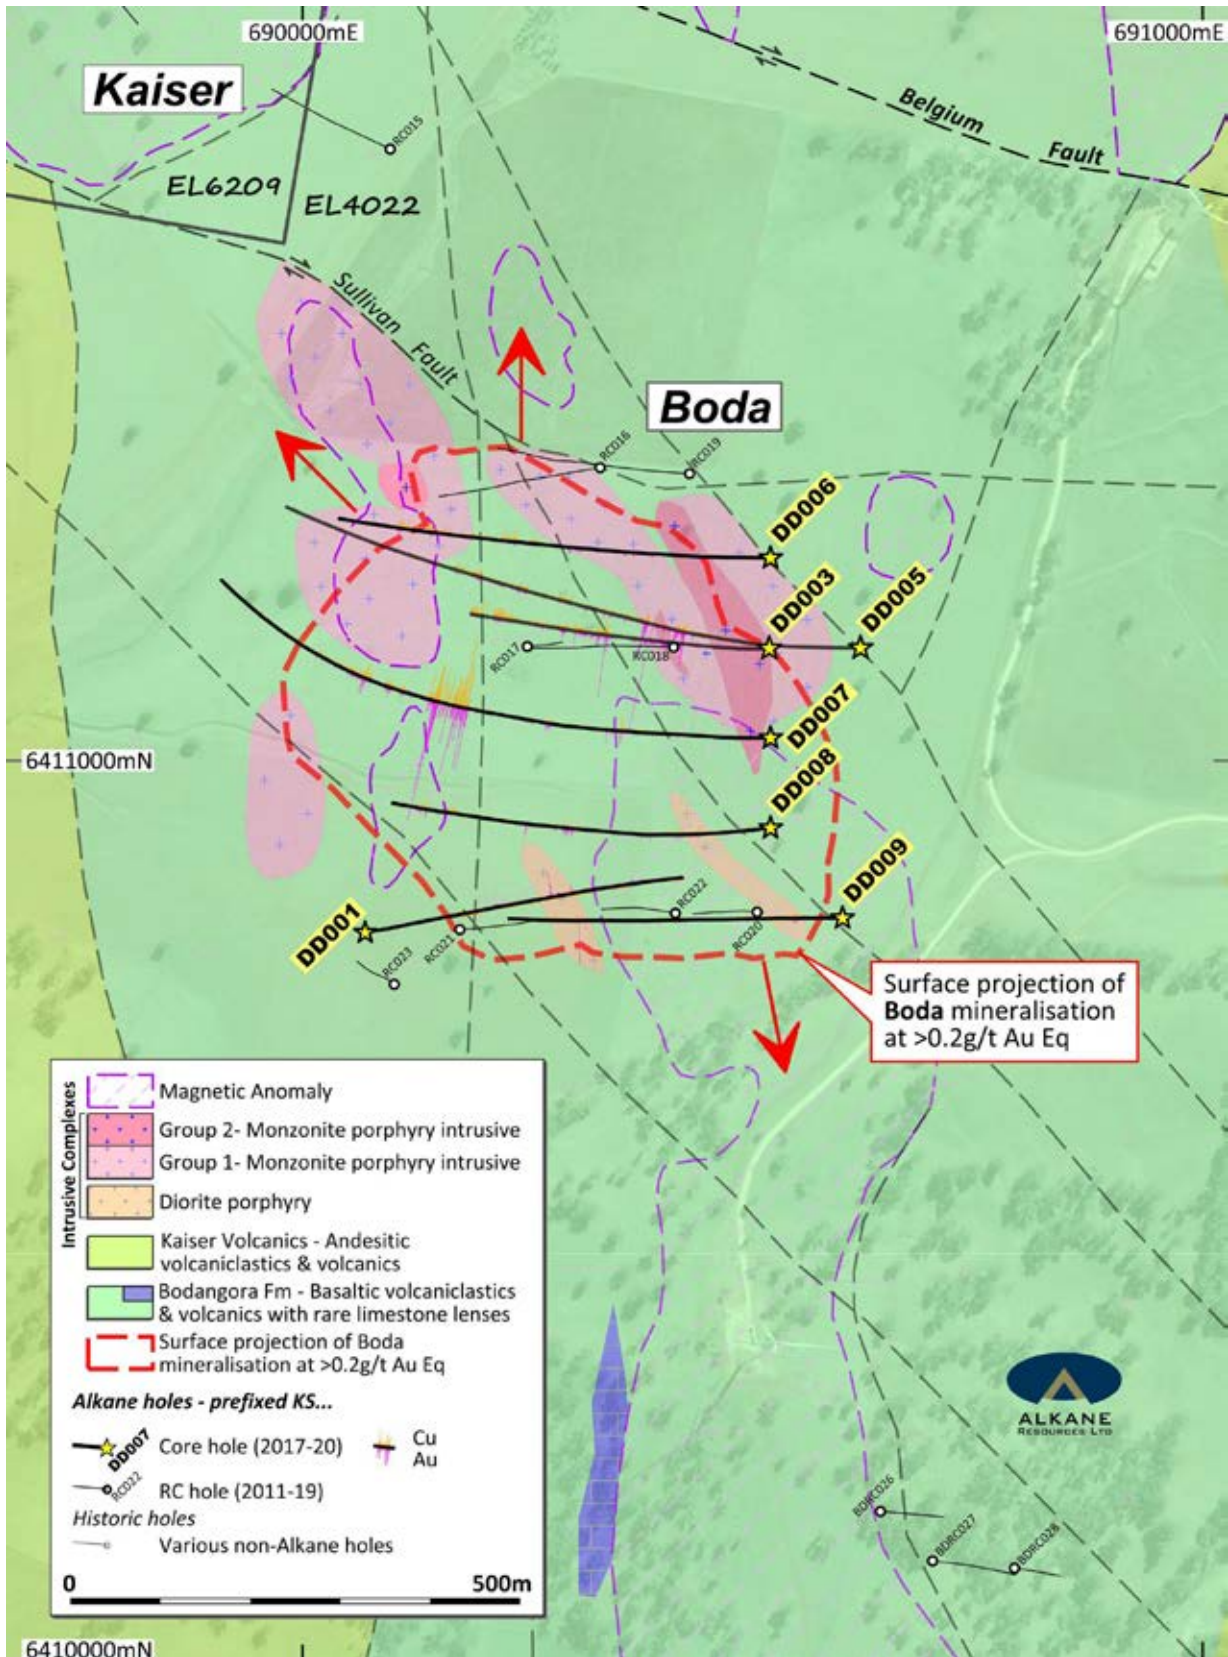 690000mE
691000mE
Kaiser
RC015
Belgium
Fault
EL6209
EL4022
Sullivan
Fault
Boda
RC016
RC019
DD006
DD003
DD005
RC017
RC018
DD007
6411000mN
DD008
DD009
RC022
DD001
RC021
RC020
RC023
Surface projection of
Boda mineralisation
at >0.2g/t Au Eq
Intrusive Complexes
Magnetic Anomaly
Group 2- Monzonite porphyry intrusive
Group 1- Monzonite porphyry intrusive
Diorite porphyry
Kaiser Volcanics - Andesitic
volcaniclastics & volcanics
Bodangora Fm - Basaltic volcaniclastics
& volcanics with rare limestone lenses
Surface projection of Boda
mineralisation at >0.2g/t Au Eq
Alkane holes - prefixed KS...
DD007
Core hole (2017-20)
Cu
Au
RC022
RC hole (2011-19)
Historic holes
Various non-Alkane holes
0
500m
ALKANE
RESOURCES LTD
BDRC026
BDRC027
BDRC028
6410000mN